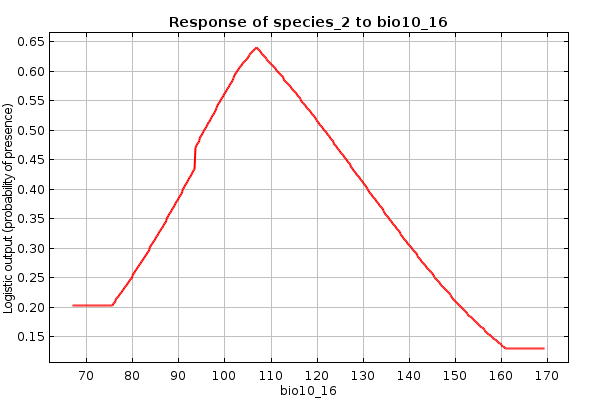 Response of species_2 to bio10_16
Logistic output (probability of presence)
0.65
0.60
0.55
0.50
0.45
0.40
0.35
0.30
0.25
0.20
0.15
70 80 90 100 110 120 130 140 150 160 170
bio10_16